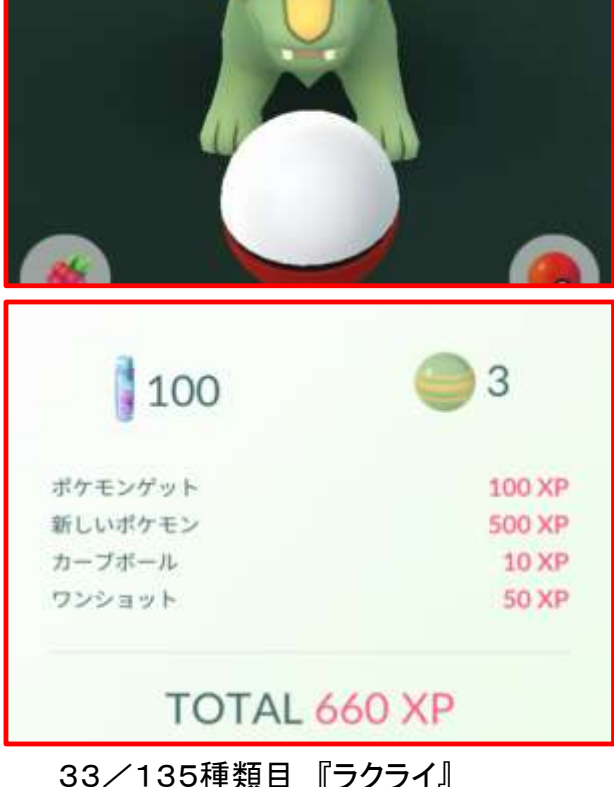 100
3
ポケモンゲット 100 XP
新しいポケモン 500 XP
カーブボール 10 XP
ワンショット 50 XP
TOTAL 660 XP
33／135種類目『ラクライ』